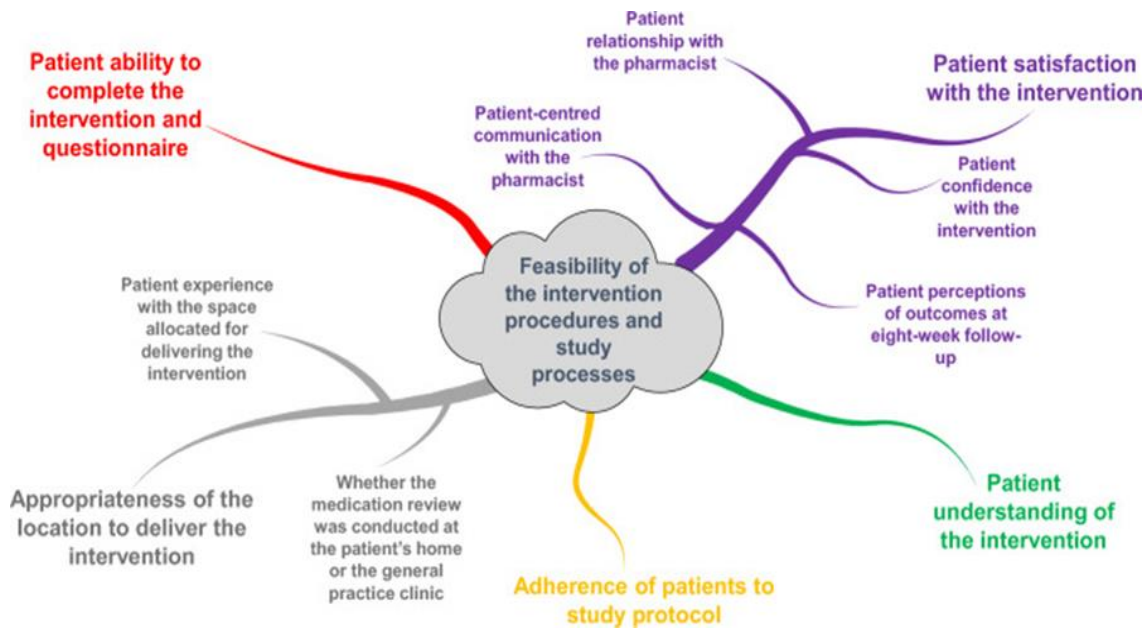 Patient ability to
complete the
intervention and
questionnaire
Patient
relationship with
the pharmacist
Patient satisfaction
with the intervention
Patient-centred
communication
with the
pharmacist
Patient
confidence
with the
intervention
Feasibility of
the intervention
procedures and
study
processes
Patient perceptions
of outcomes at
eight-week follow-
up
Patient experience
with the space
allocated for
delivering the
intervention
Appropriateness of the
location to deliver the
intervention
Whether the
medication review
was conducted at
the patient's home
or the general
practice clinic
Adherence of patients to
study protocol
Patient
understanding of
the intervention